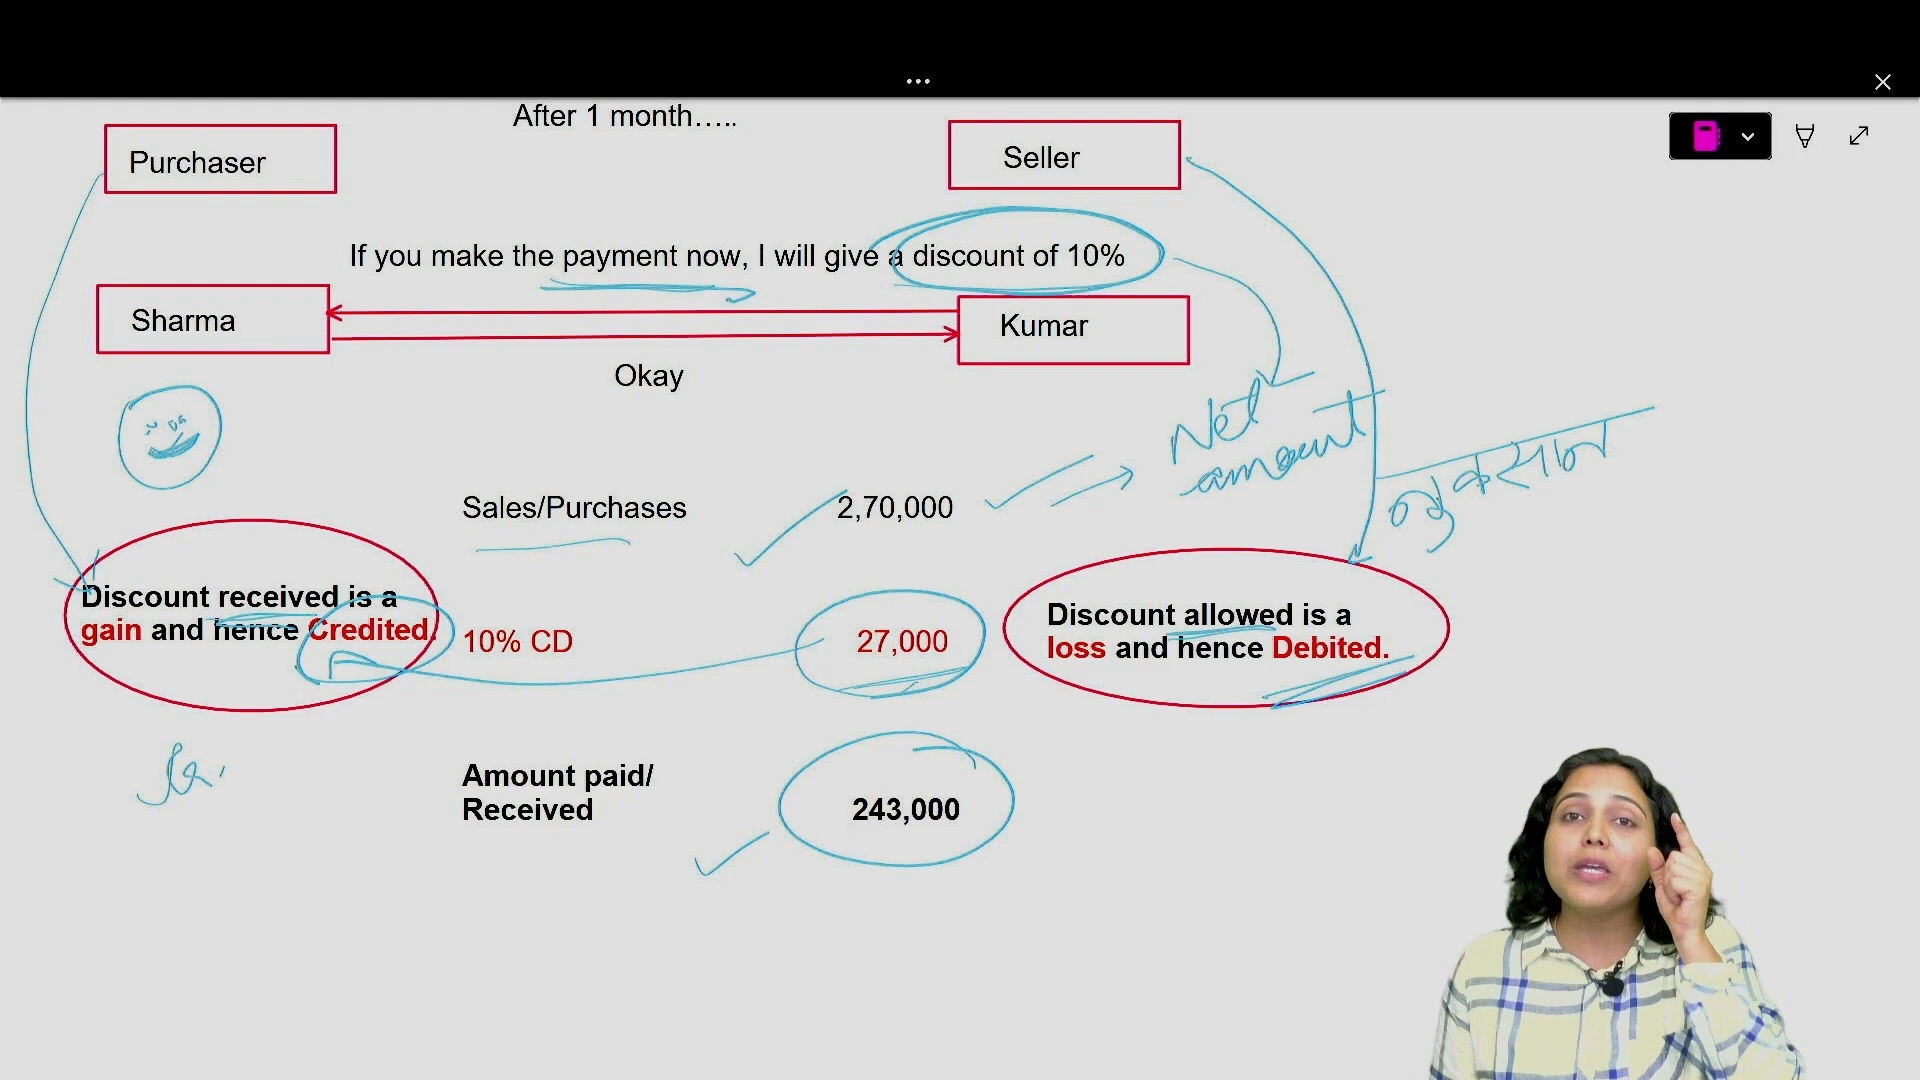 After 1 month…..
Purchaser
Seller
If you make the payment now, I will give a discount of 10%
Sharma
Kumar
Okay
Net
amount
नुकसान
Sales/Purchases
2,70,000
Discount received is a
gain and hence Credited.
10% CD
27,000
Discount allowed is a
loss and hence Debited.
Amount paid/
Received
243,000